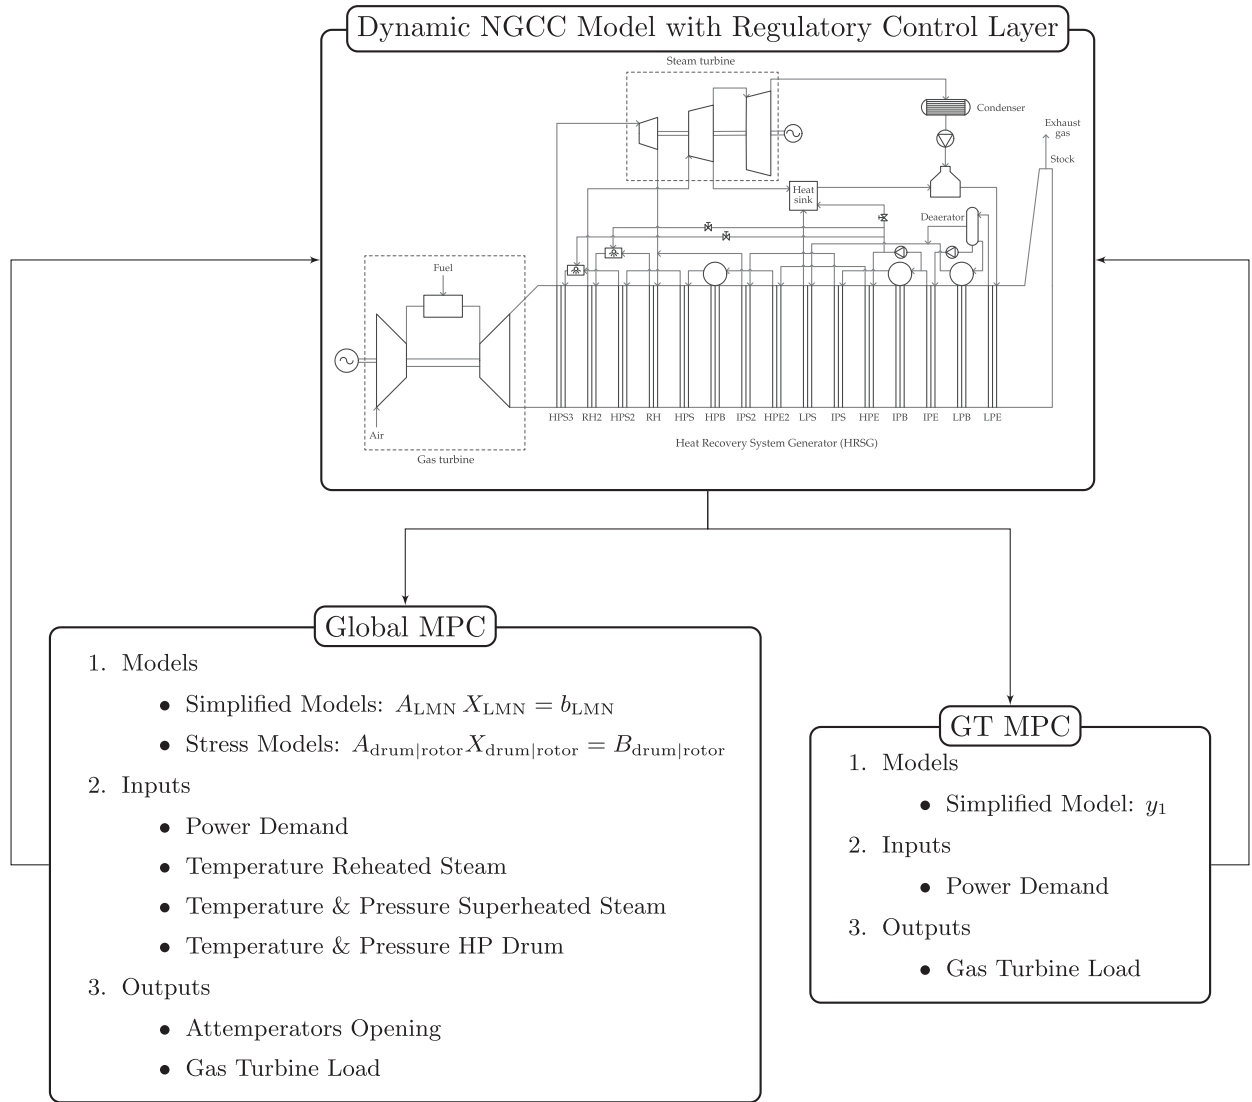 Dynamic NGCC Model with Regulatory Control Layer
Steam turbine
Condenser
Exhaust
gas
Stock
Heat
sink
Deaerator
Fuel
Air
Gas turbine
HPS3 RH2 HPS2 RH HPS HPB IPS2 HPE2 LPS IPS HPE IPB IPE LPB LPE
Heat Recovery System Generator (HRSG)
Global MPC
1. Models
• Simplified Models: A_LMN X_LMN = b_LMN
• Stress Models: A_drum|rotor X_drum|rotor = B_drum|rotor
2. Inputs
• Power Demand
• Temperature Reheated Steam
• Temperature & Pressure Superheated Steam
• Temperature & Pressure HP Drum
3. Outputs
• Attemperators Opening
• Gas Turbine Load
GT MPC
1. Models
• Simplified Model: y_1
2. Inputs
• Power Demand
3. Outputs
• Gas Turbine Load